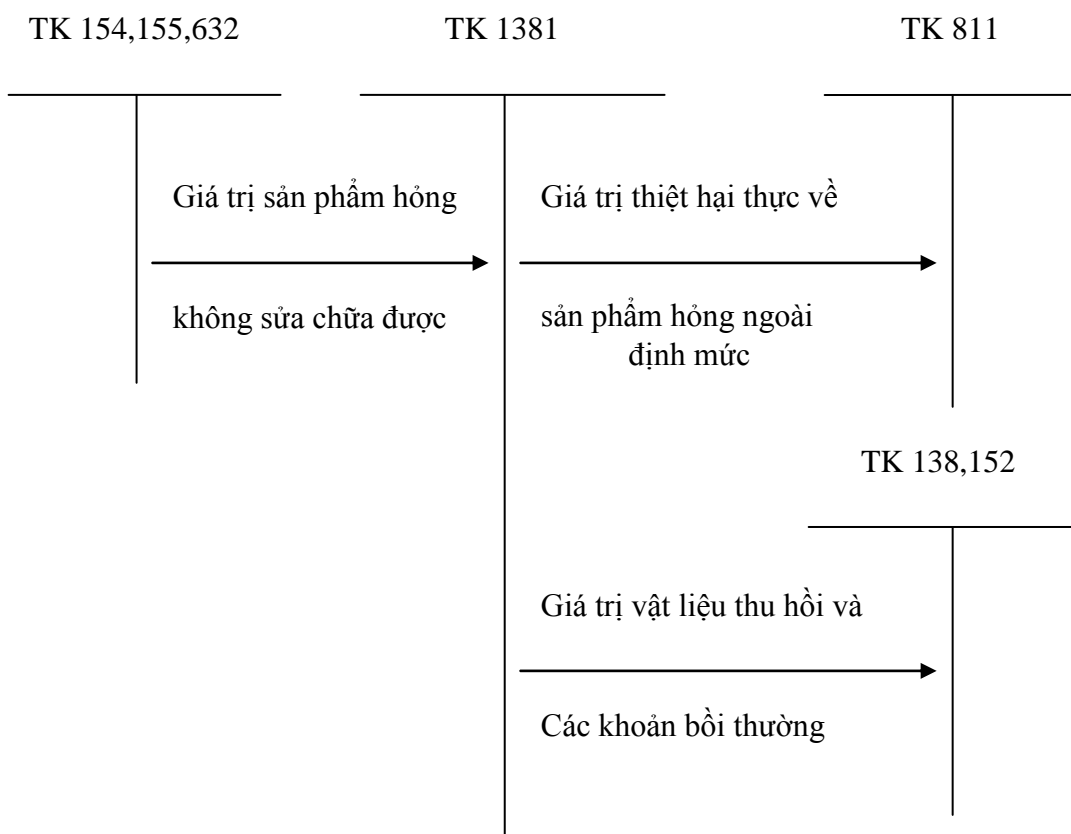 TK 154,155,632
TK 1381
TK 811
Giá trị sản phẩm hỏng
không sửa chữa được
Giá trị thiệt hại thực về
sản phẩm hỏng ngoài
định mức
TK 138,152
Giá trị vật liệu thu hồi và
Các khoản bồi thường